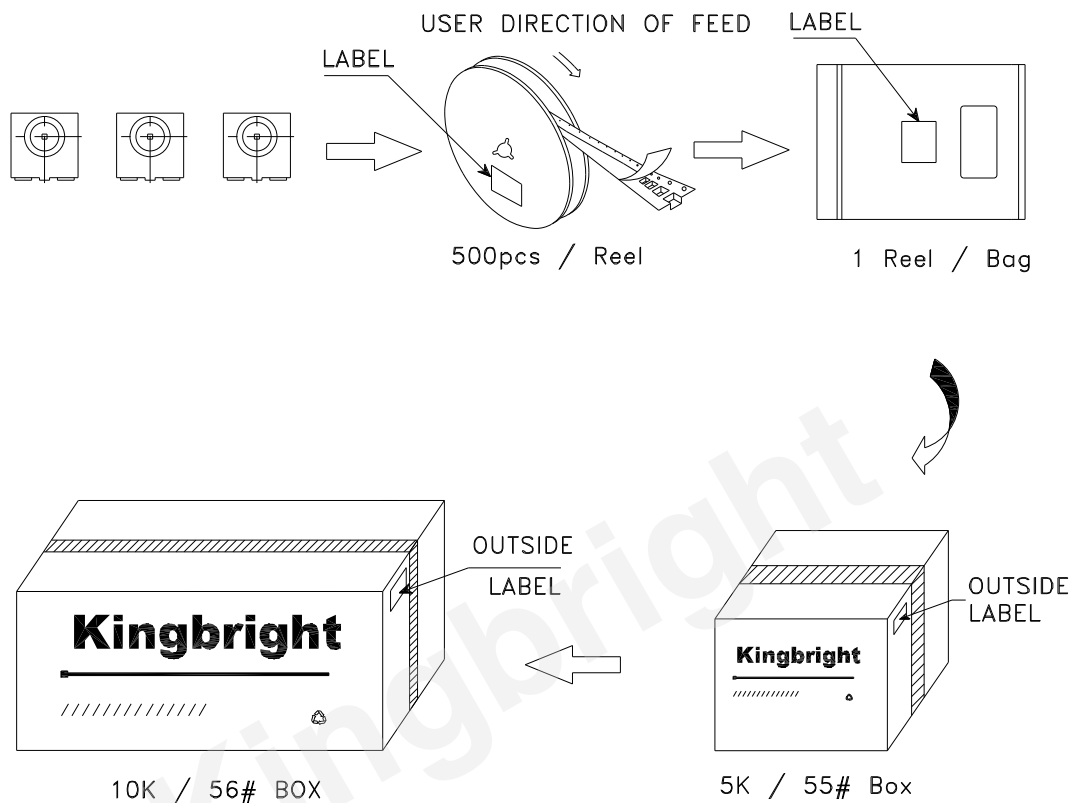 USER DIRECTION OF FEED
LABEL
LABEL
500pcs / Reel
1 Reel / Bag
OUTSIDE
LABEL
Kingbright
10K / 56# BOX
OUTSIDE
LABEL
Kingbright
5K / 55# Box
Kingbright